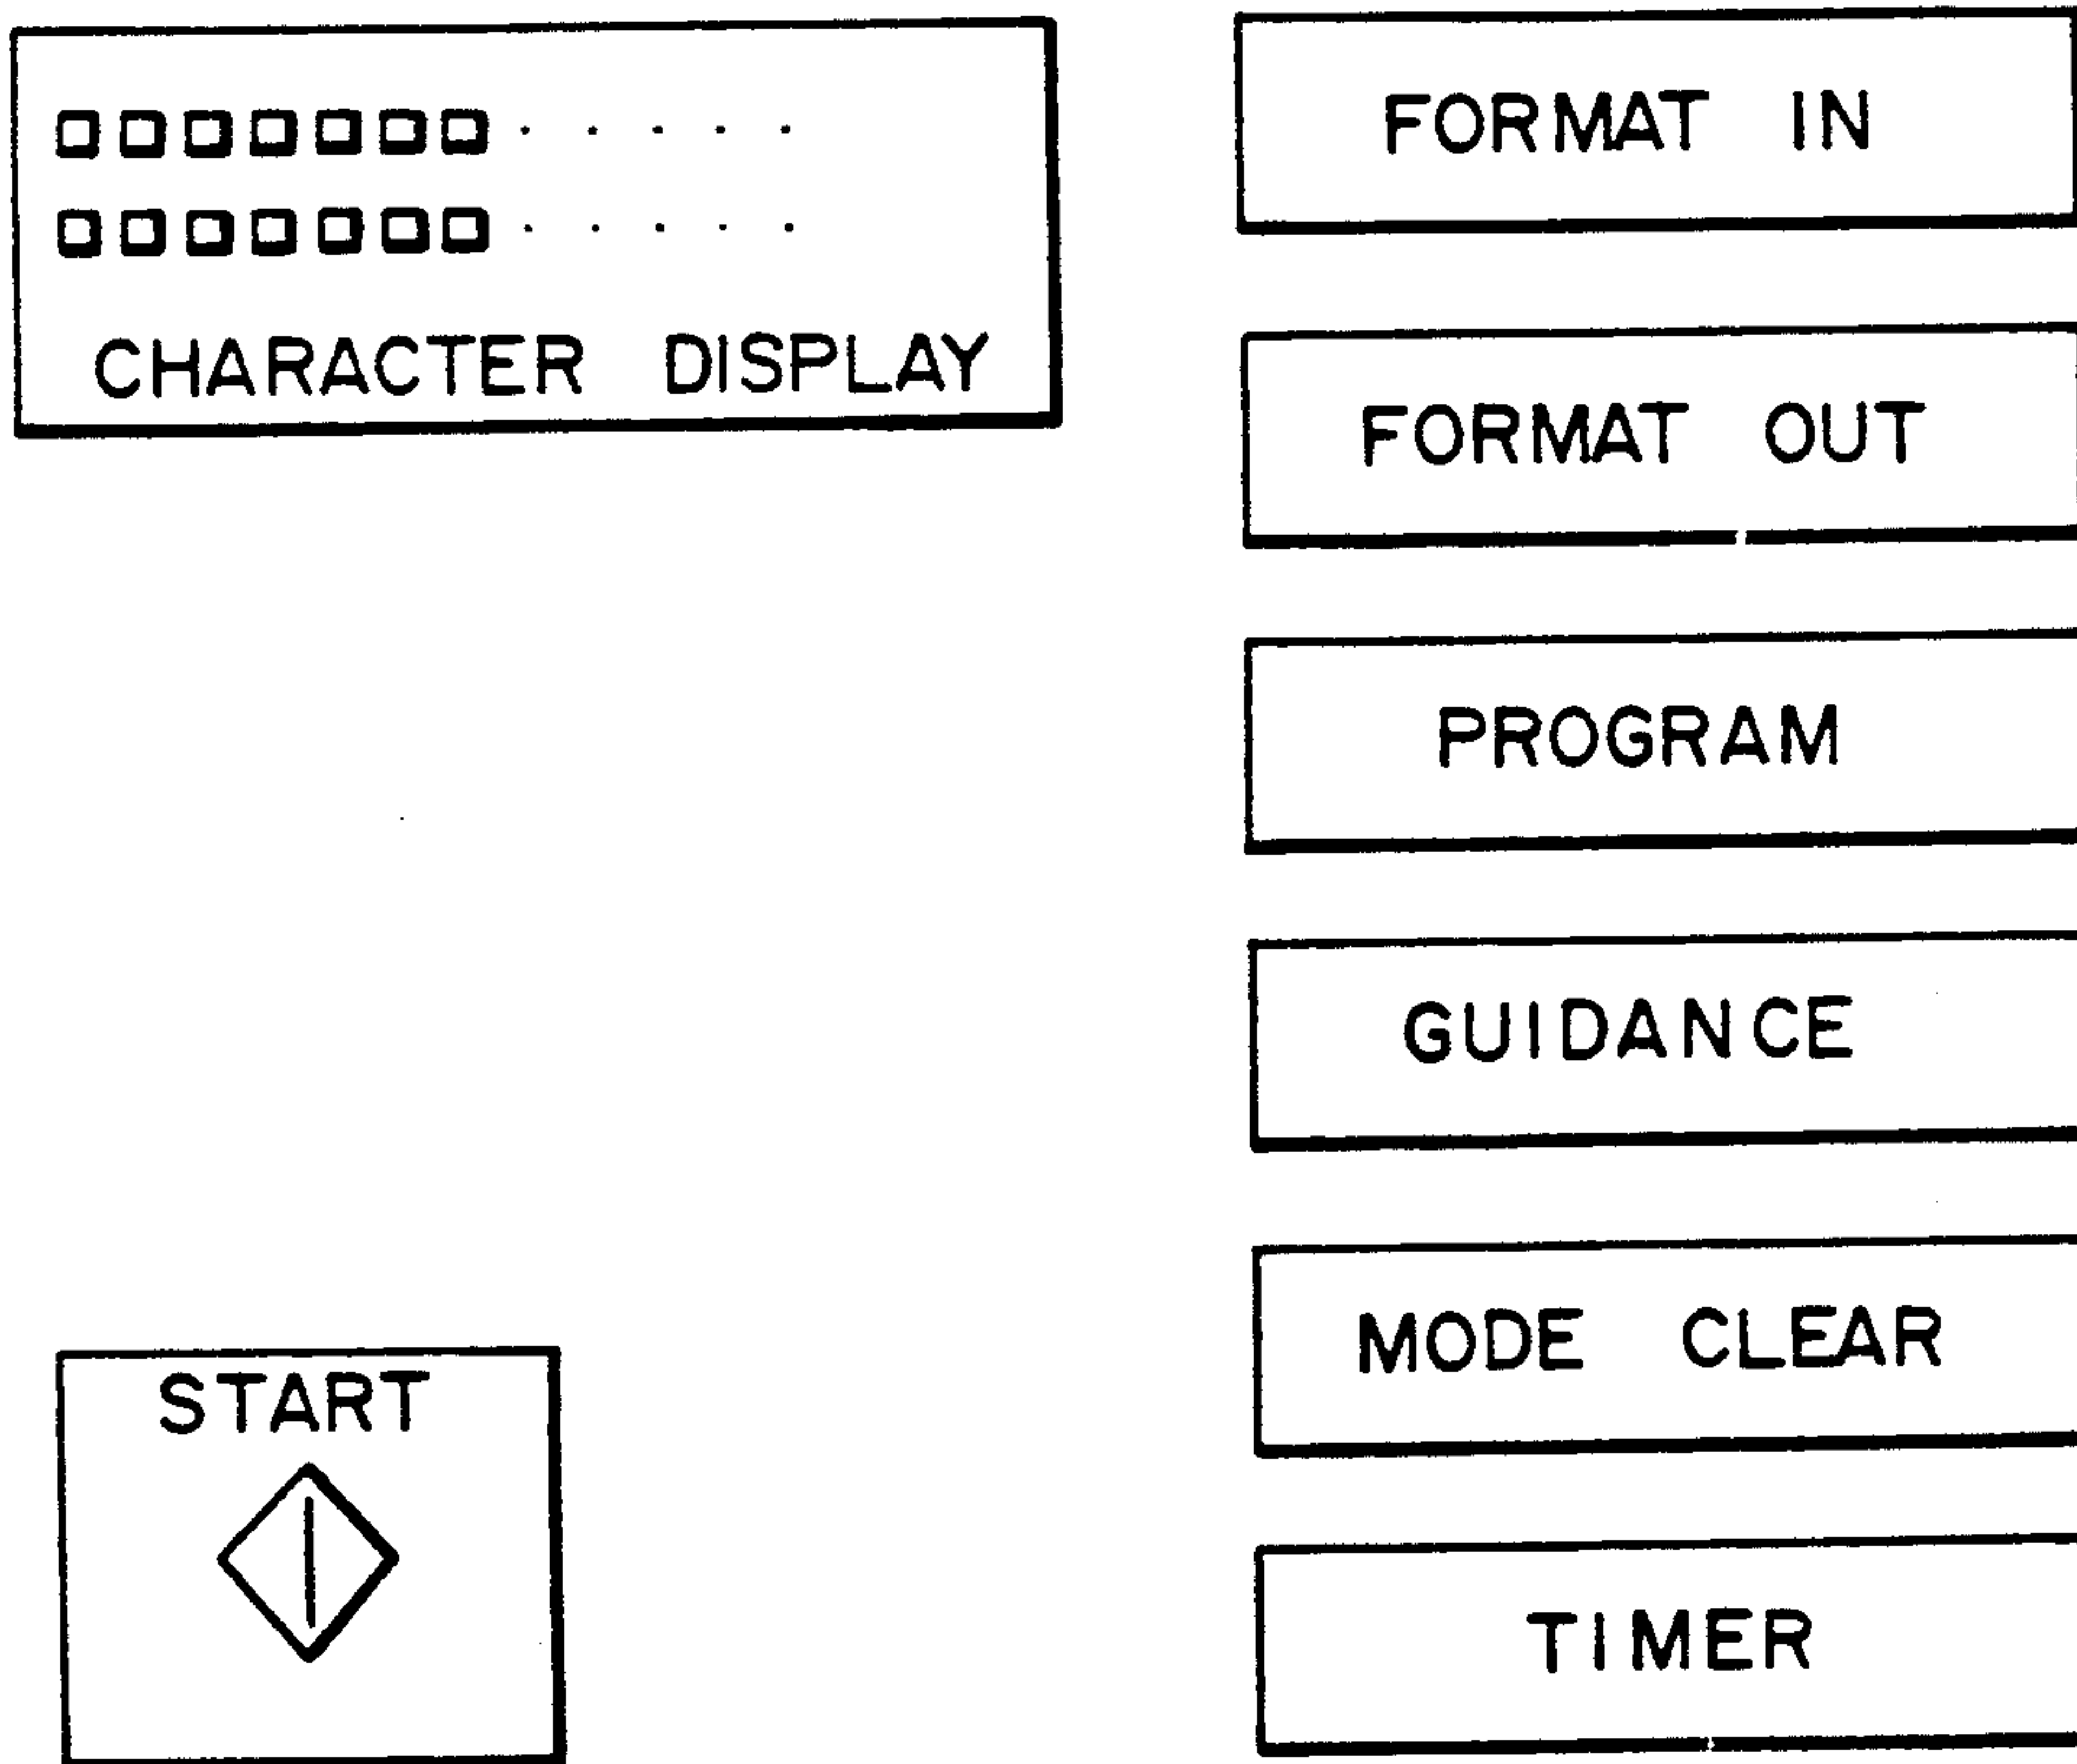 CHARACTER DISPLAY
START
FORMAT IN
FORMAT OUT
PROGRAM
GUIDANCE
MODE CLEAR
TIMER